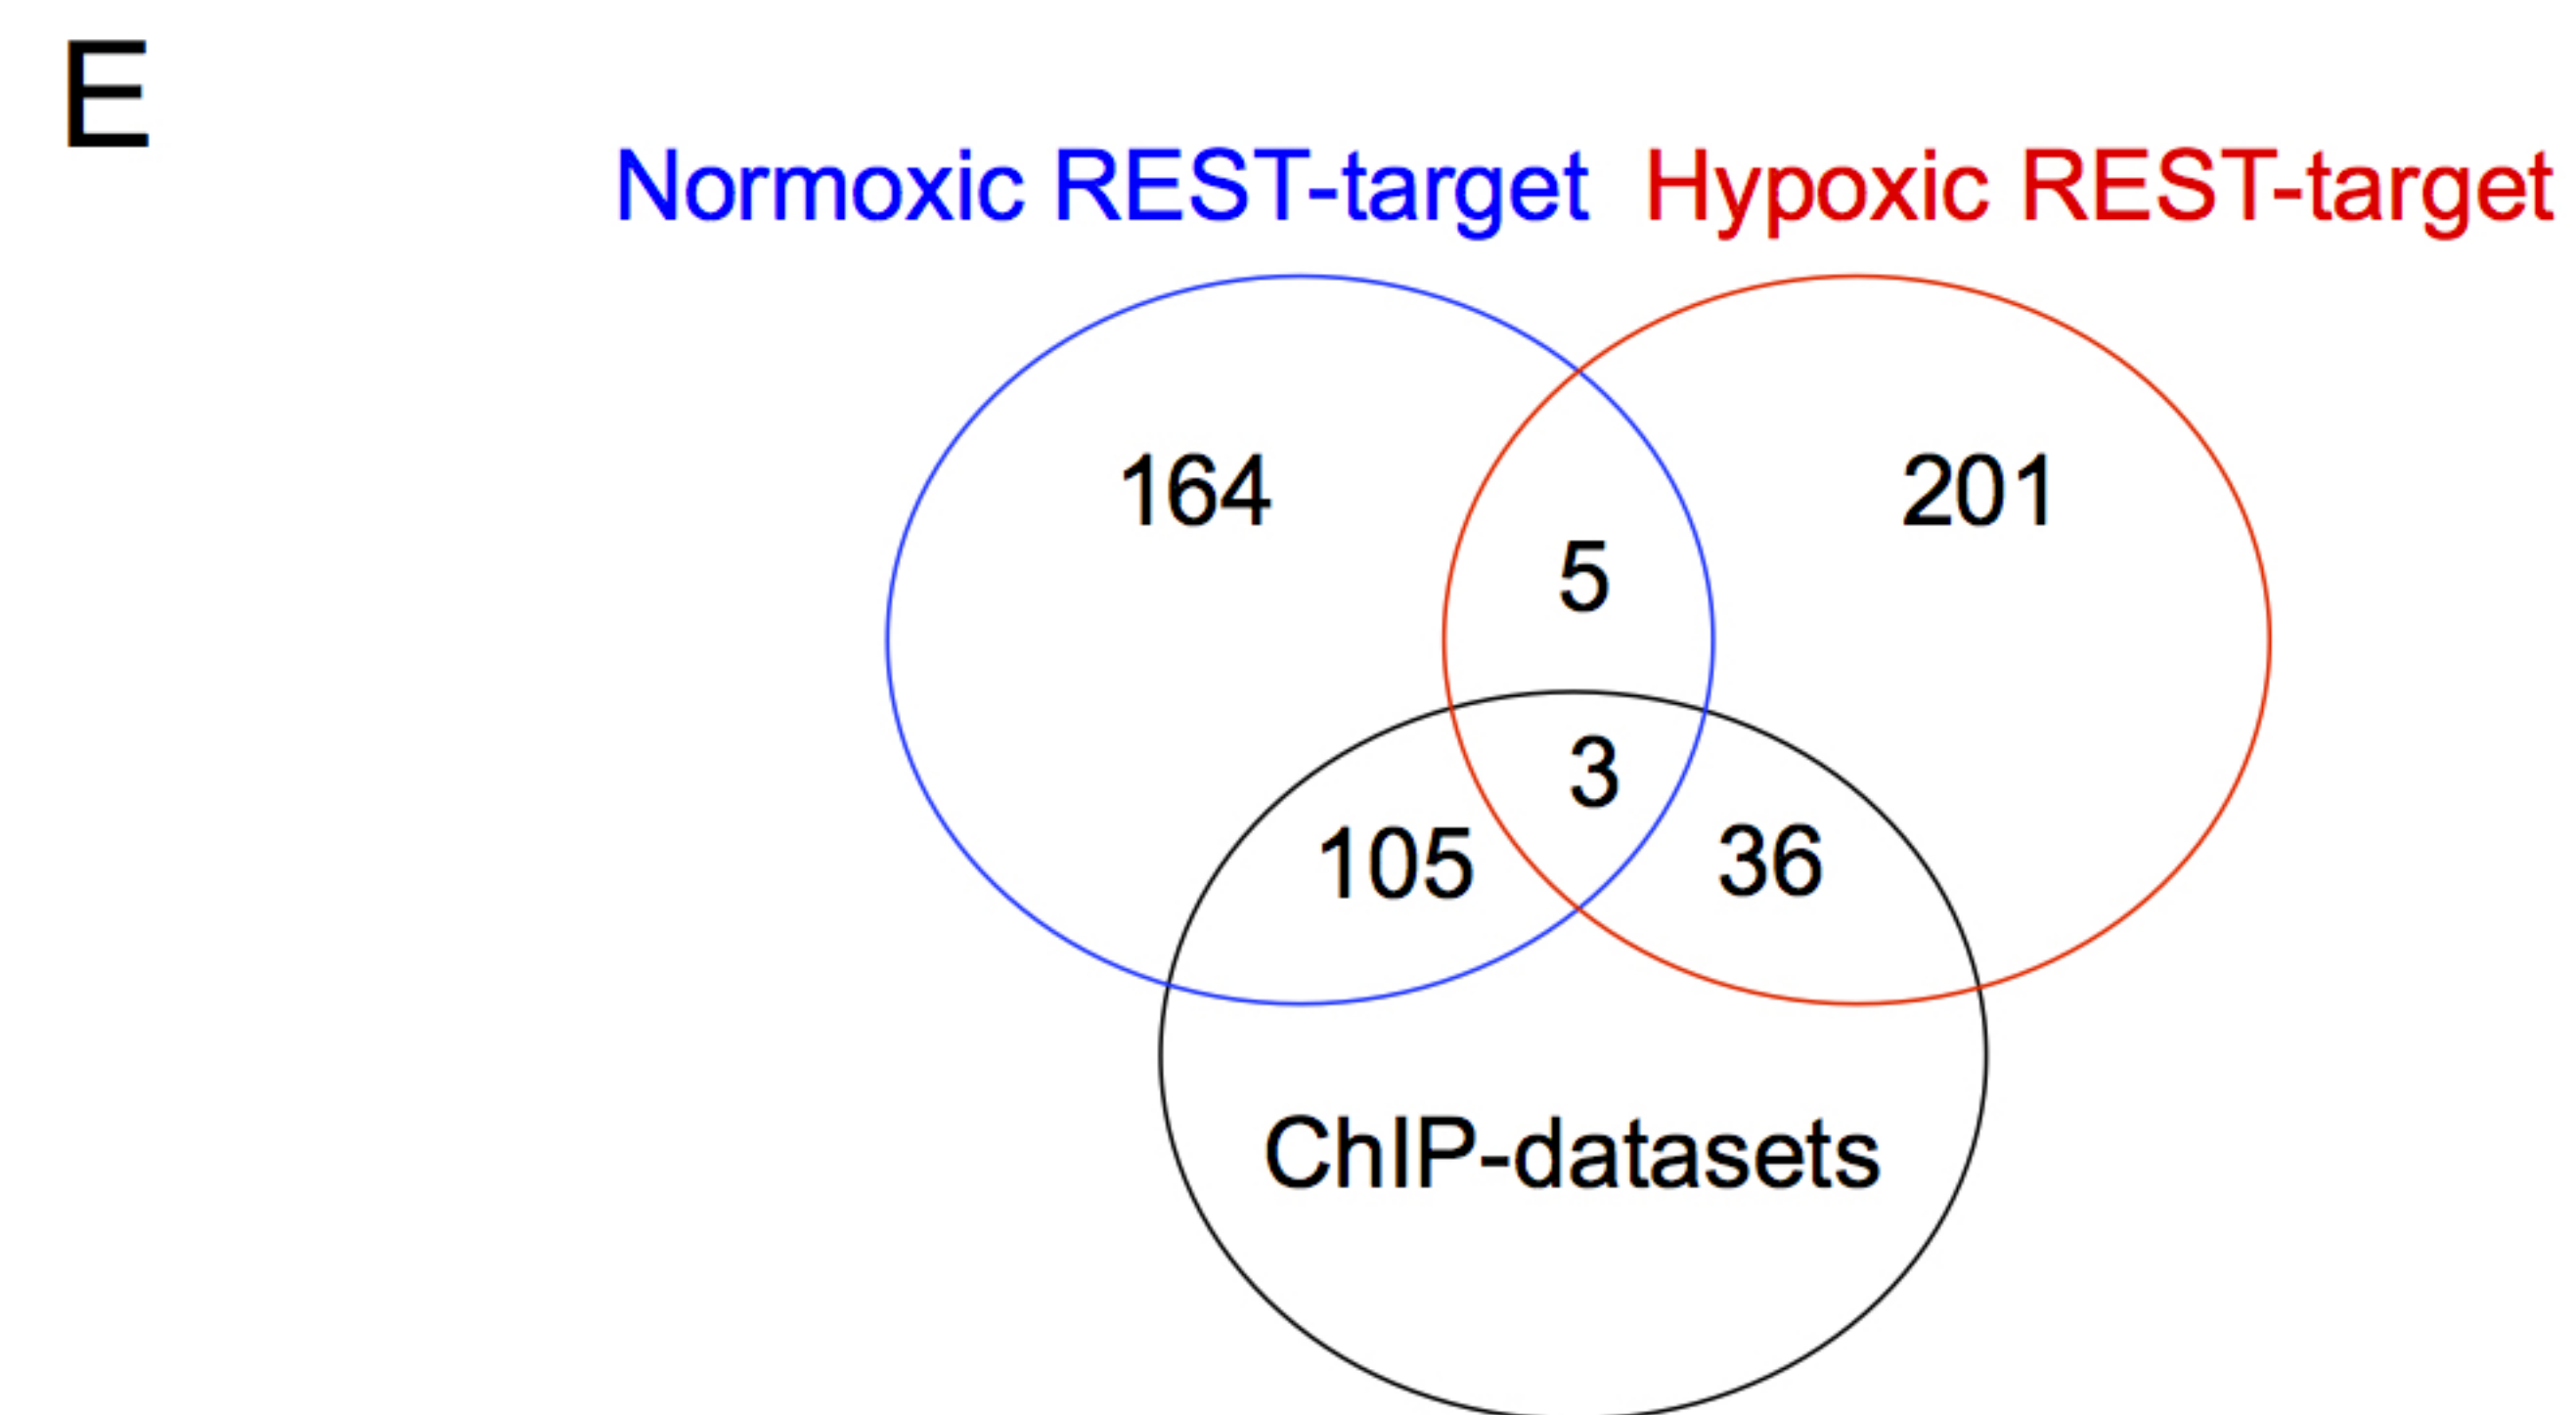 E
Normoxic REST-target Hypoxic REST-target
164 201
5
3
105 36
ChIP-datasets